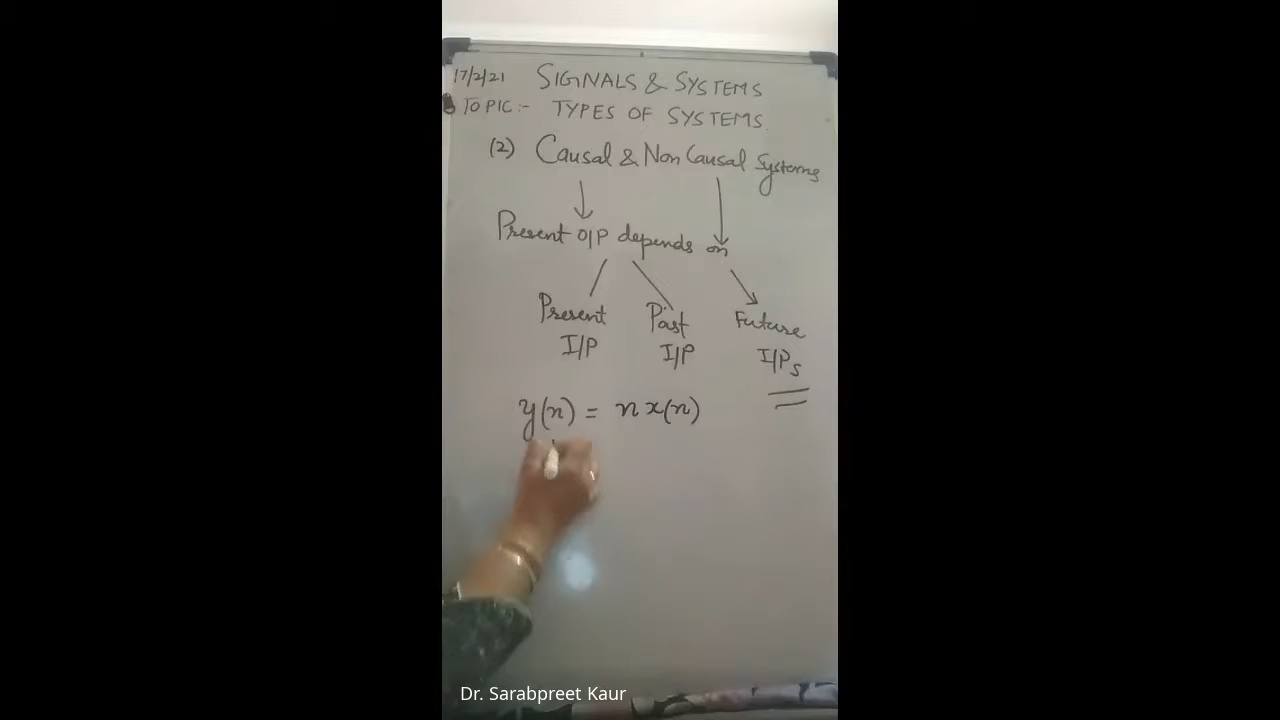 17/2/21 SIGNALS & SYSTEMS
TOPIC:- TYPES OF SYSTEMS
(2) Causal & Non Causal Systems
Present O/P depends on
Present Past Future
I/P I/P I/Ps
y(n) = n x(n)
Dr. Sarabpreet Kaur